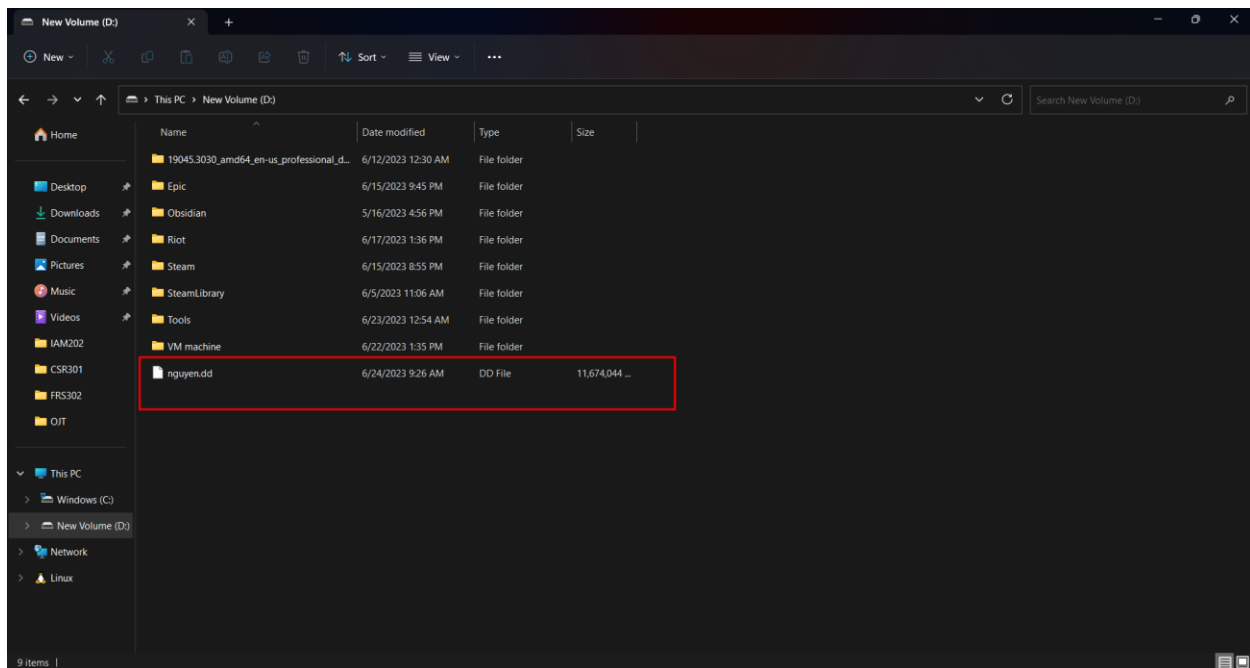 New Volume (D:)
New
Sort
View
This PC > New Volume (D:)
Search New Volume (D:)
Home
Desktop
Downloads
Documents
Pictures
Music
Videos
IAM202
CSR301
FRS302
OJT
This PC
Windows (C:)
New Volume (D:)
Network
Linux
Name Date modified Type Size
19045.3030_amd64_en-us_professional_d... 6/12/2023 12:30 AM File folder
Epic 6/15/2023 9:45 PM File folder
Obsidian 5/16/2023 4:56 PM File folder
Riot 6/17/2023 1:36 PM File folder
Steam 6/15/2023 8:55 PM File folder
SteamLibrary 6/5/2023 11:06 AM File folder
Tools 6/23/2023 12:54 AM File folder
VM machine 6/22/2023 1:35 PM File folder
nguyen.dd 6/24/2023 9:26 AM DD File 11,674,044 ...
9 items